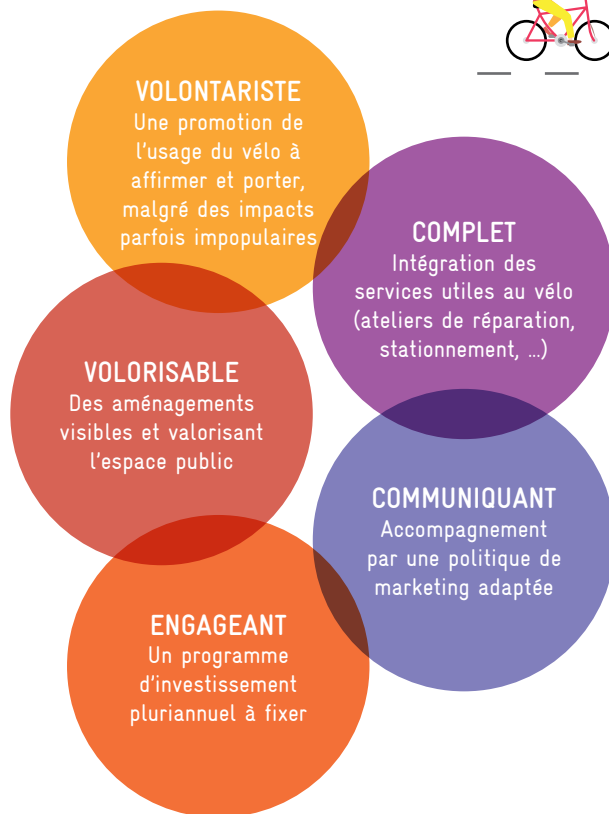 VOLONTARISTE
Une promotion de
l'usage du vélo à
affirmer et porter,
malgré des impacts
parfois impopulaires
COMPLET
Intégration des
services utiles au vélo
(ateliers de réparation,
stationnement, ...)
VOLORISABLE
Des aménagements
visibles et valorisant
l'espace public
COMMUNIQUANT
Accompagnement
par une politique de
marketing adaptée
ENGAGEANT
Un programme
d'investissement
pluriannuel à fixer